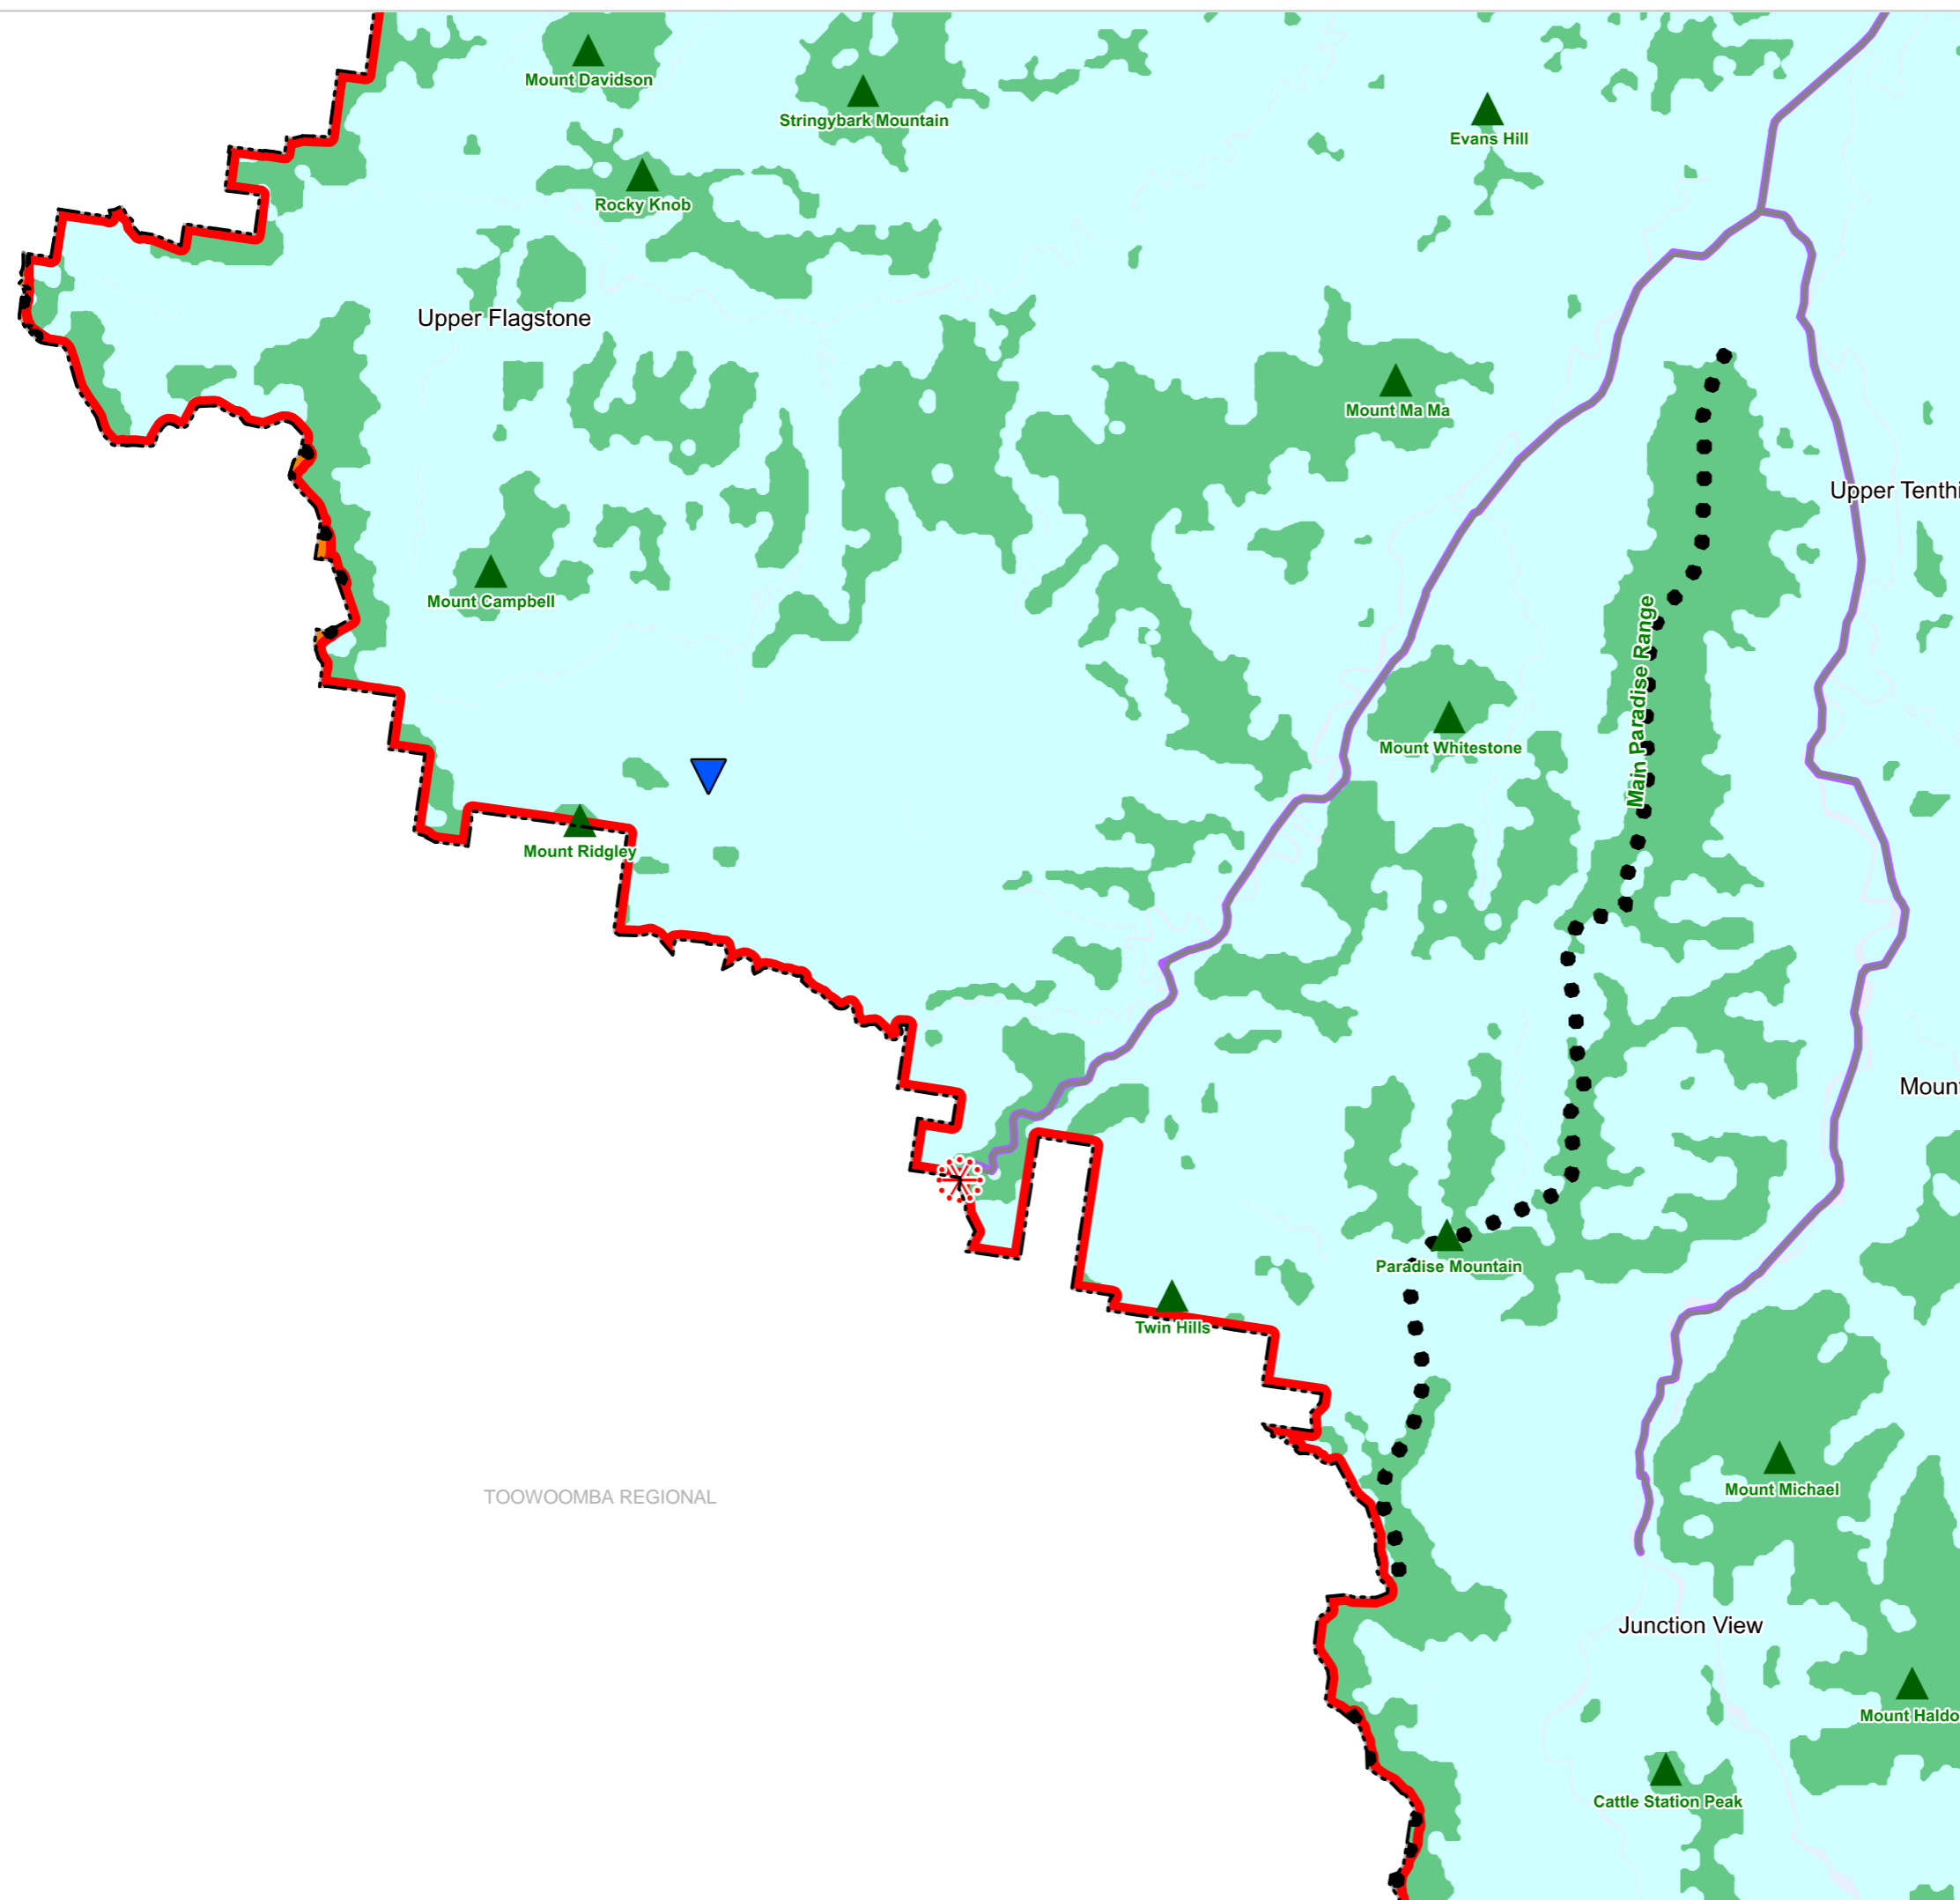 Mount Davidson
Stringybark Mountain
Evans Hill
Rocky Knob
Upper Flagstone
Mount Ma Ma
Upper Tenthi
Mount Campbell
Main Paradise Range
Mount Whitestone
Mount Ridgley
Moun
Paradise Mountain
Twin Hills
Mount Michael
TOOWOOMBA REGIONAL
Junction View
Mount Haldo
Cattle Station Peak